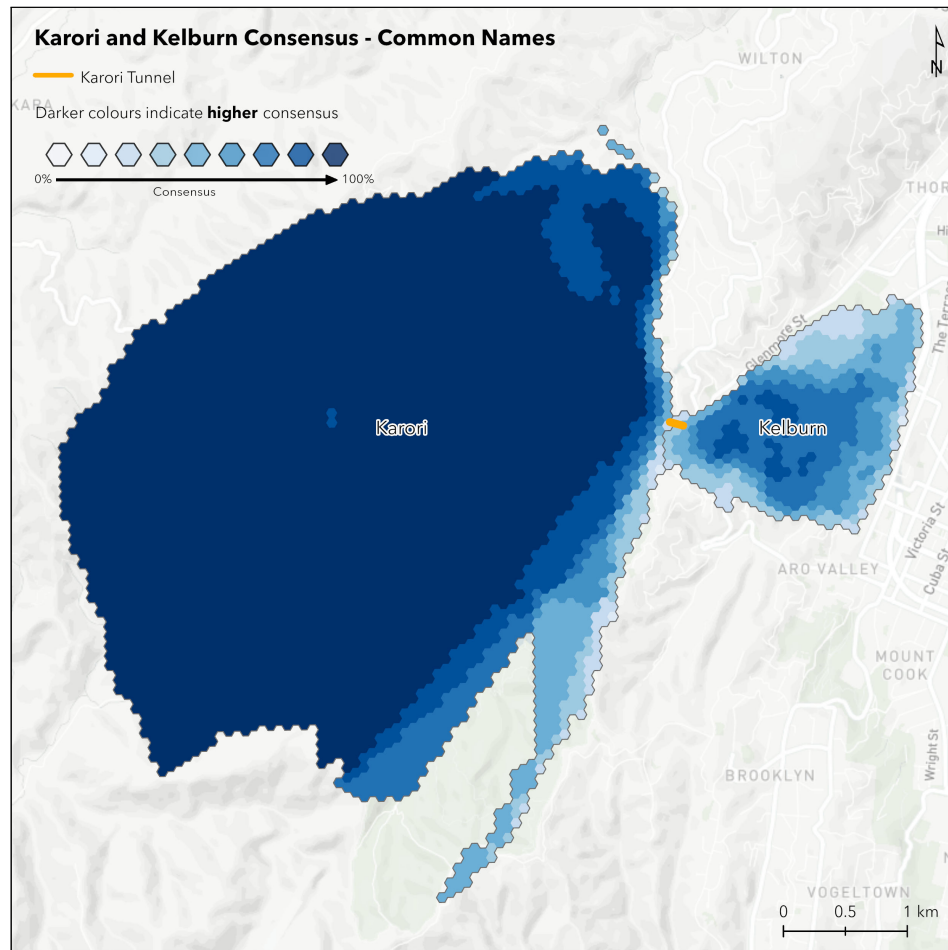 Karori and Kelburn Consensus - Common Names
Karori Tunnel
Darker colours indicate higher consensus
0%
100%
Consensus
N
WILTON
KARA
THOR
Hi
The Terrac
Glenmore St
Karori
Kelburn
Victoria St
Cuba St
ARO VALLEY
MOUNT
COOK
Wright St
BROOKLYN
VOGELTOWN
0
0.5
1 km